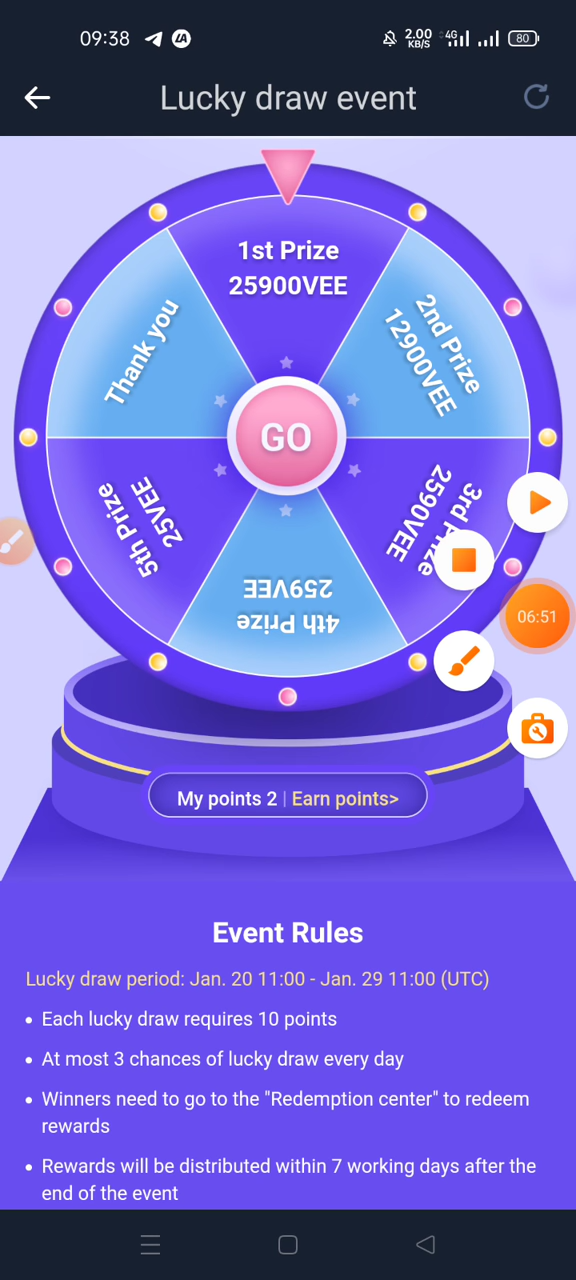 09:38
2.00
KB/S
4G
80
Lucky draw event
1st Prize
25900VEE
2nd Prize
12900VEE
3rd Prize
2590VEE
4th Prize
259VEE
5th Prize
25VEE
Thank you
GO
06:51
My points 2 | Earn points>
Event Rules
Lucky draw period: Jan. 20 11:00 - Jan. 29 11:00 (UTC)
• Each lucky draw requires 10 points
• At most 3 chances of lucky draw every day
• Winners need to go to the "Redemption center" to redeem
rewards
• Rewards will be distributed within 7 working days after the
end of the event